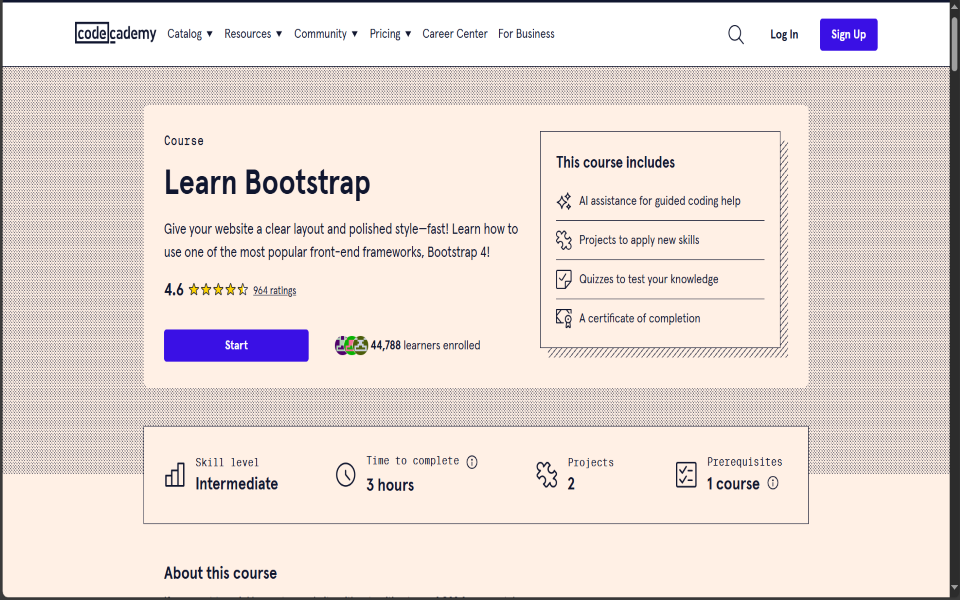 codecademy
Catalog
Resources
Community
Pricing
Career Center
For Business
Log In
Sign Up
Course
Learn Bootstrap
Give your website a clear layout and polished style—fast! Learn how to
use one of the most popular front-end frameworks, Bootstrap 4!
4.6
964 ratings
Start
44,788 learners enrolled
This course includes
AI assistance for guided coding help
Projects to apply new skills
Quizzes to test your knowledge
A certificate of completion
Skill level
Intermediate
Time to complete
3 hours
Projects
2
Prerequisites
1 course
About this course